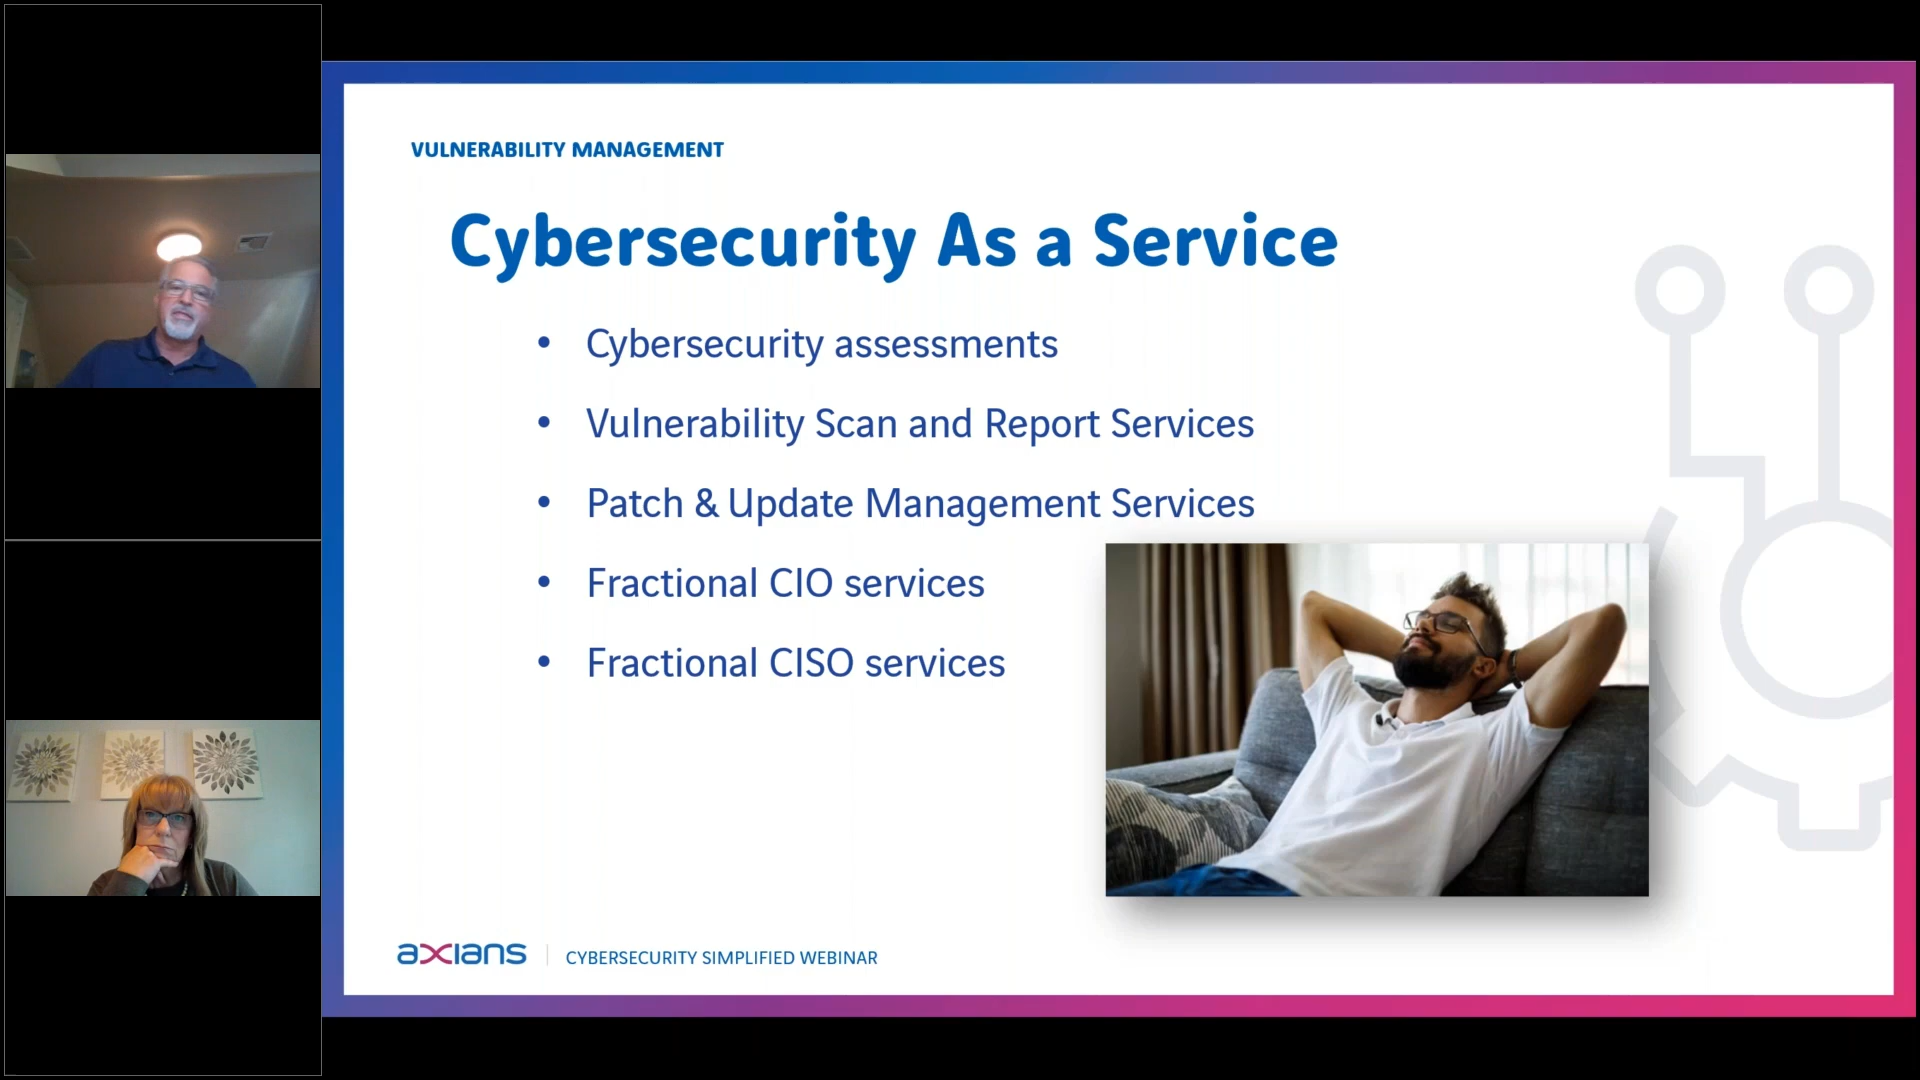 VULNERABILITY MANAGEMENT
Cybersecurity As a Service
• Cybersecurity assessments
• Vulnerability Scan and Report Services
• Patch & Update Management Services
• Fractional CIO services
• Fractional CISO services
axians | CYBERSECURITY SIMPLIFIED WEBINAR